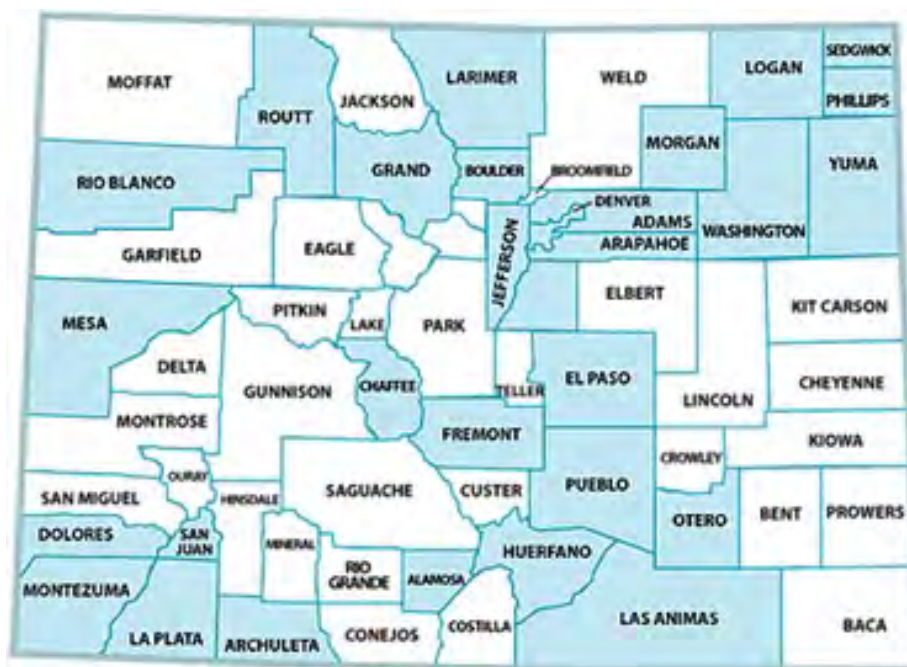 MOFFAT
ROUTT
JACKSON
LARIMER
WELD
LOGAN
SEDGWICK
PHILLIPS
RIO BLANCO
GRAND
BOULDER
BROOMFIELD
MORGAN
YUMA
WASHINGTON
DENVER
ADAMS
ARAPAHOE
GARFIELD
EAGLE
JEFFERSON
ELBERT
KIT CARSON
MESA
PITKIN
LAKE
PARK
DELTA
GUNNISON
CHAFFEE
TELLER
EL PASO
LINCOLN
CHEYENNE
MONTROSE
FREMONT
KIOWA
OURAY
CROWLEY
SAN MIGUEL
HINSDALE
SAGUACHE
CUSTER
PUEBLO
OTERO
BENT
PROWERS
DOLORES
SAN
JUAN
MINERAL
RIO
GRANDE
ALAMOSA
HUERFANO
MONTEZUMA
LA PLATA
ARCHULETA
CONEJOS
COSTILLA
LAS ANIMAS
BACA